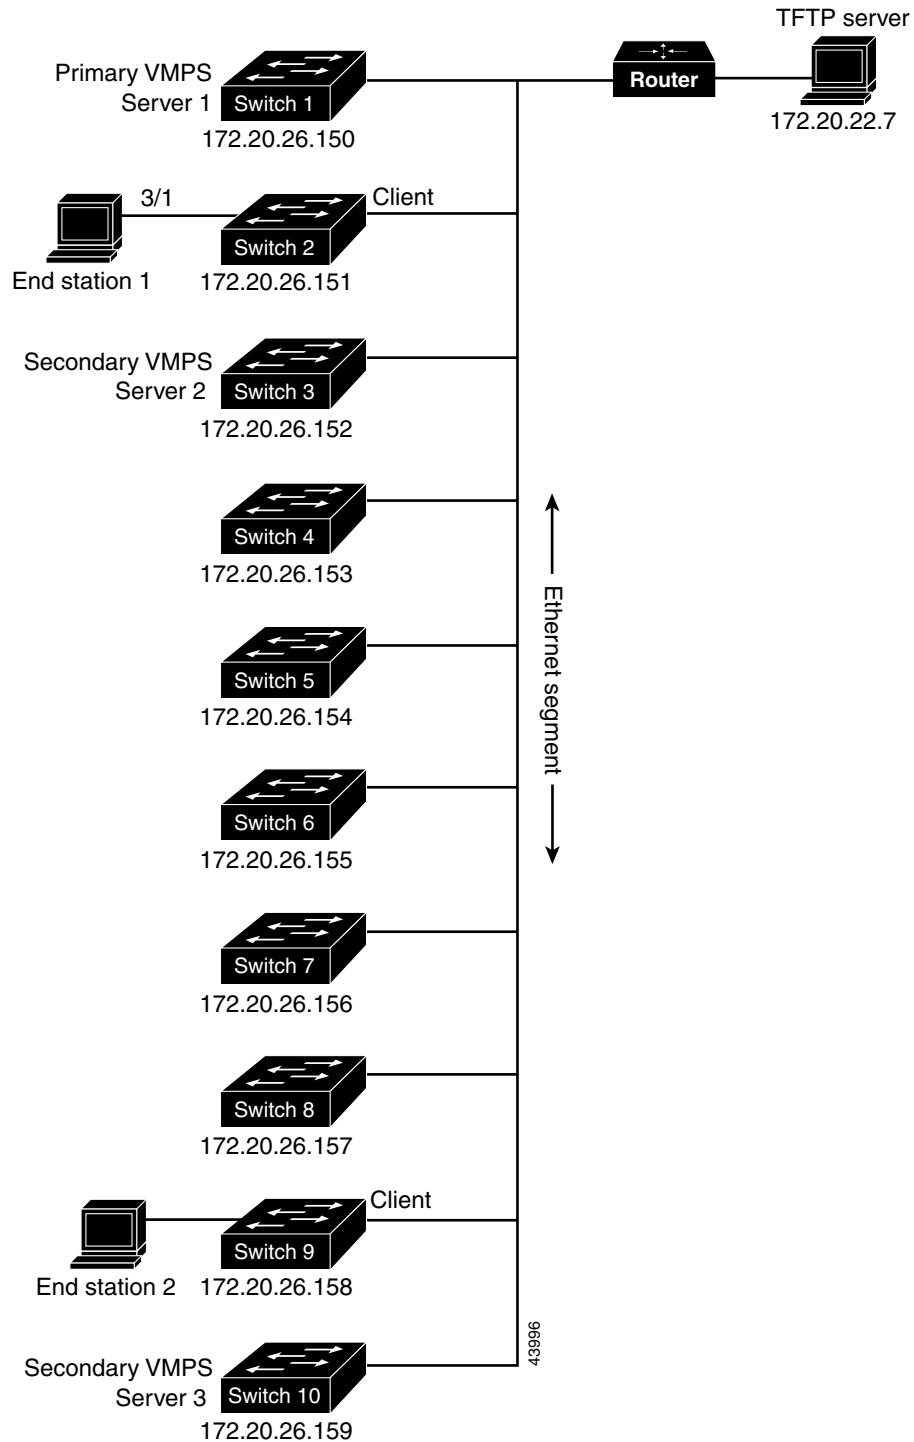 TFTP server
Router
172.20.22.7
Primary VMPS
Server 1
Switch 1
172.20.26.150
3/1
Client
Switch 2
End station 1
172.20.26.151
Secondary VMPS
Server 2
Switch 3
172.20.26.152
Switch 4
172.20.26.153
Ethernet segment
Switch 5
172.20.26.154
Switch 6
172.20.26.155
Switch 7
172.20.26.156
Switch 8
172.20.26.157
Client
Switch 9
End station 2
172.20.26.158
43996
Secondary VMPS
Server 3
Switch 10
172.20.26.159